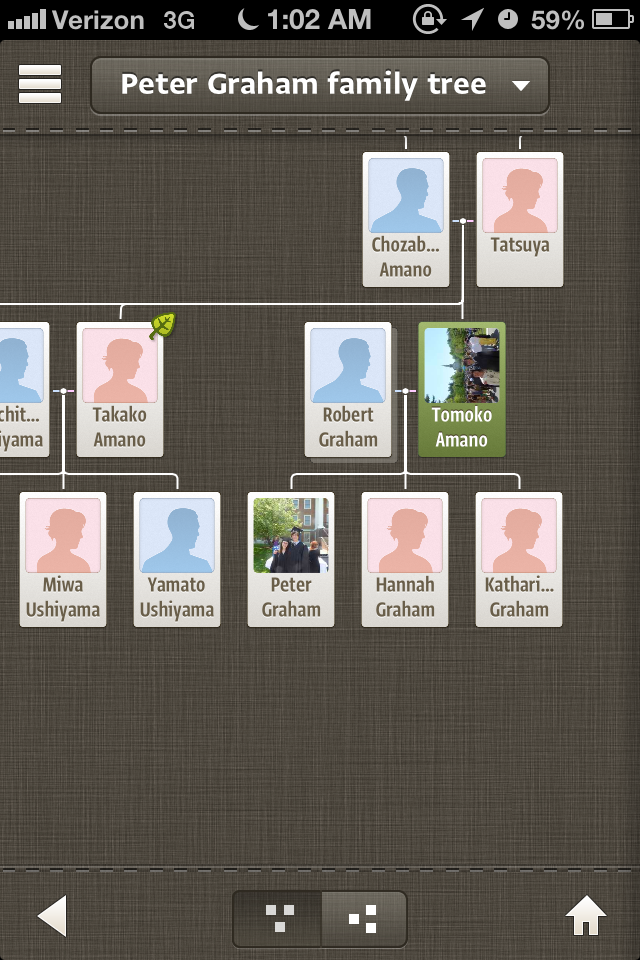 Verizon 3G 1:02 AM 59%
Peter Graham family tree
Chozab... Tatsuya
Amano
chit... Takako Robert Tomoko
iyama Amano Graham Amano
Miwa Yamato Peter Hannah Kathari...
Ushiyama Ushiyama Graham Graham Graham